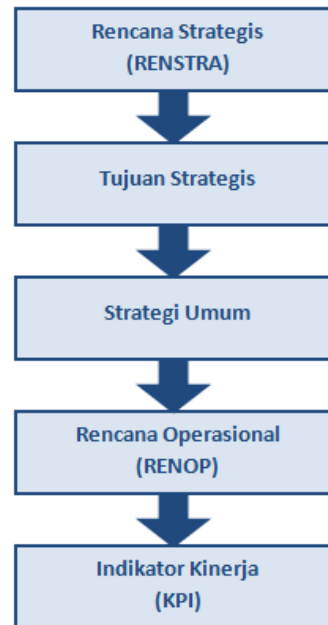 Rencana Strategis
(RENSTRA)
Tujuan Strategis
Strategi Umum
Rencana Operasional
(RENOP)
Indikator Kinerja
(KPI)